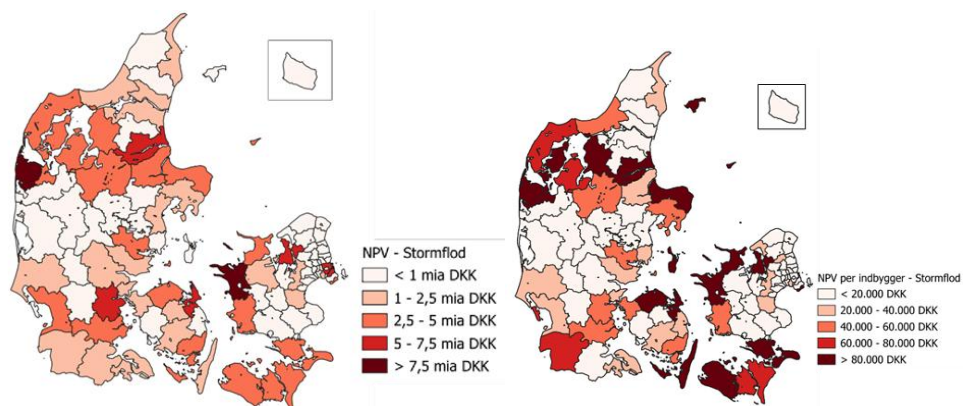 NPV - Stormflod
< 1 mia DKK
1 - 2,5 mia DKK
2,5 - 5 mia DKK
5 - 7,5 mia DKK
> 7,5 mia DKK
NPV per indbygger - Stormflod
< 20.000 DKK
20.000 - 40.000 DKK
40.000 - 60.000 DKK
60.000 - 80.000 DKK
> 80.000 DKK